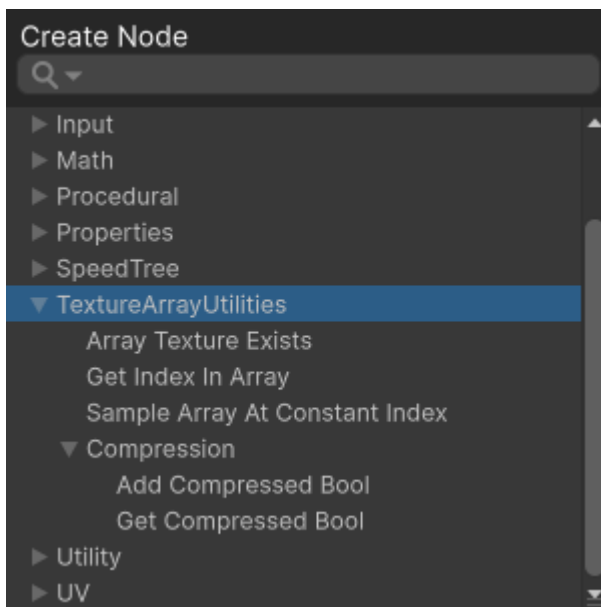 Create Node
Input
Math
Procedural
Properties
SpeedTree
TextureArrayUtilities
Array Texture Exists
Get Index In Array
Sample Array At Constant Index
Compression
Add Compressed Bool
Get Compressed Bool
Utility
UV